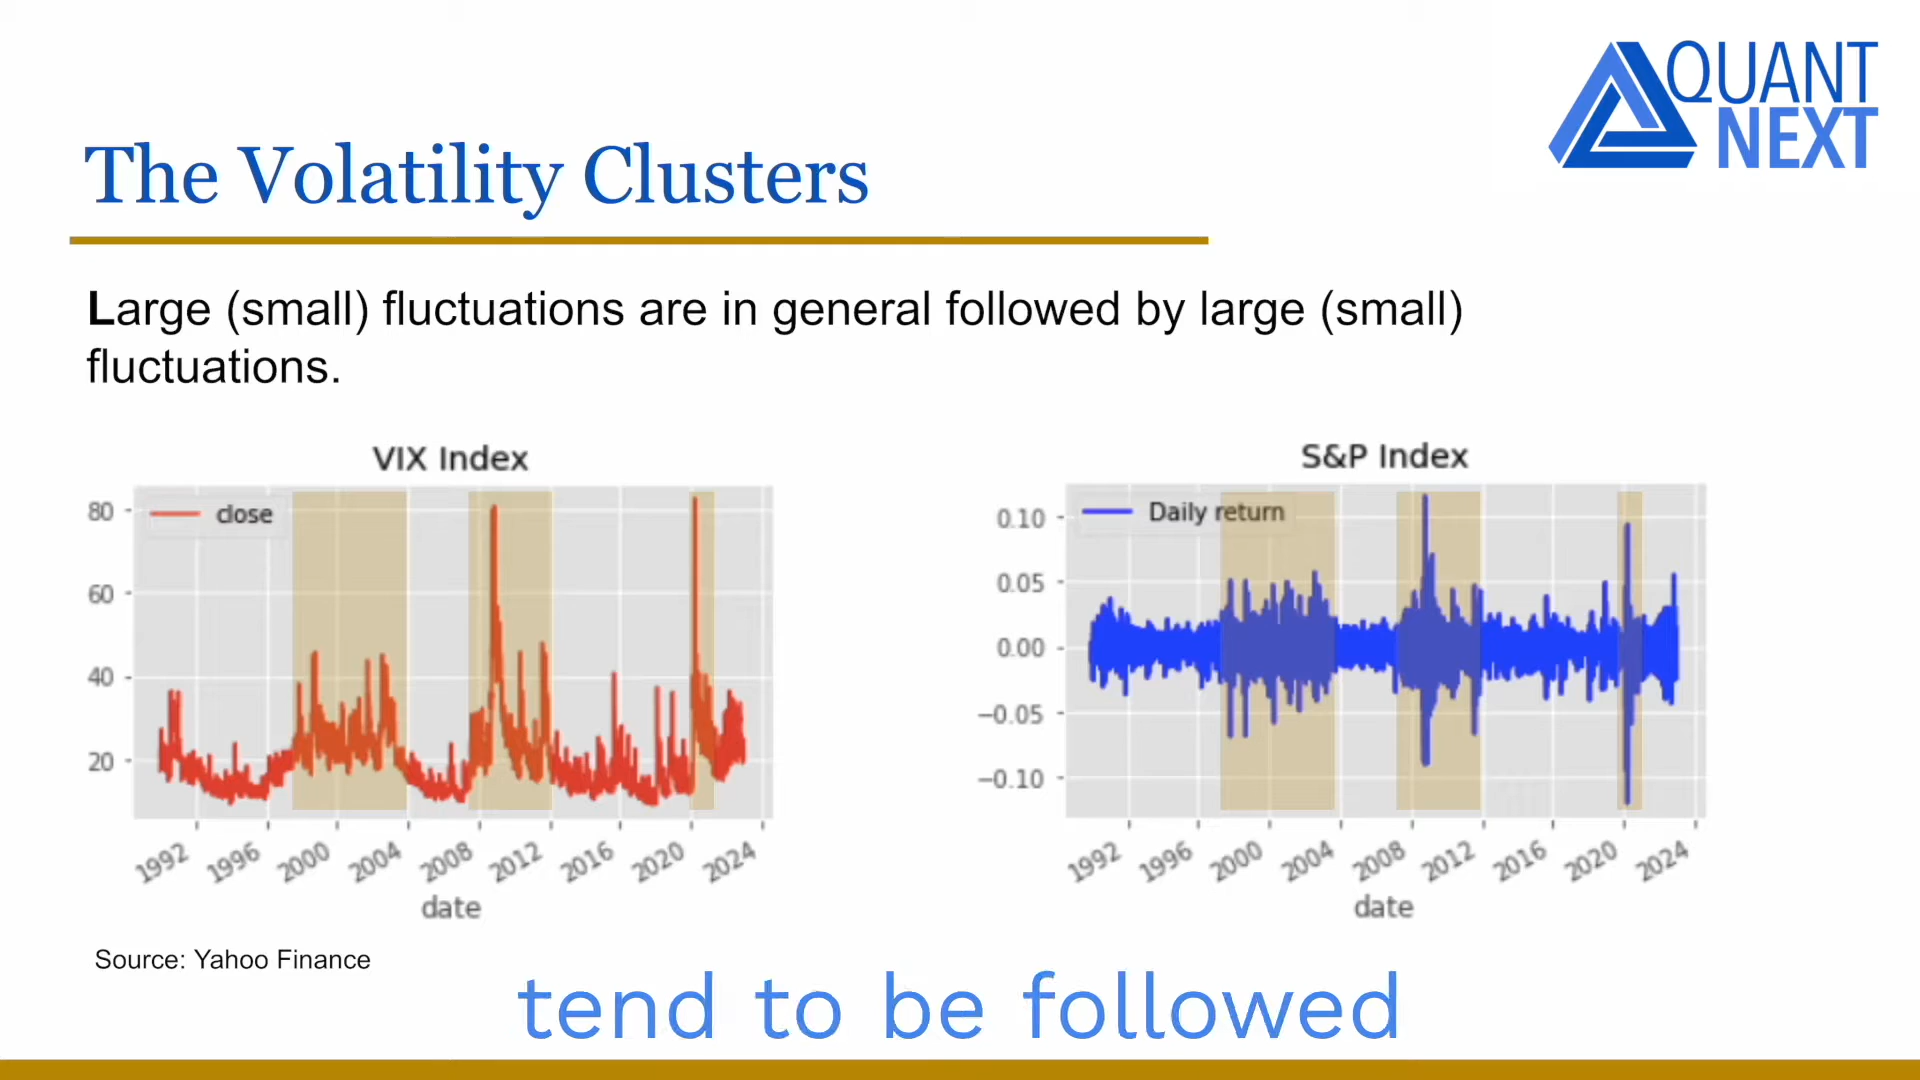 QUANT
NEXT
The Volatility Clusters
Large (small) fluctuations are in general followed by large (small)
fluctuations.
VIX Index
close
80
60
40
20
1992 1996 2000 2004 2008 2012 2016 2020 2024
date
S&P Index
Daily return
0.10
0.05
0.00
−0.05
−0.10
1992 1996 2000 2004 2008 2012 2016 2020 2024
date
Source: Yahoo Finance
tend to be followed